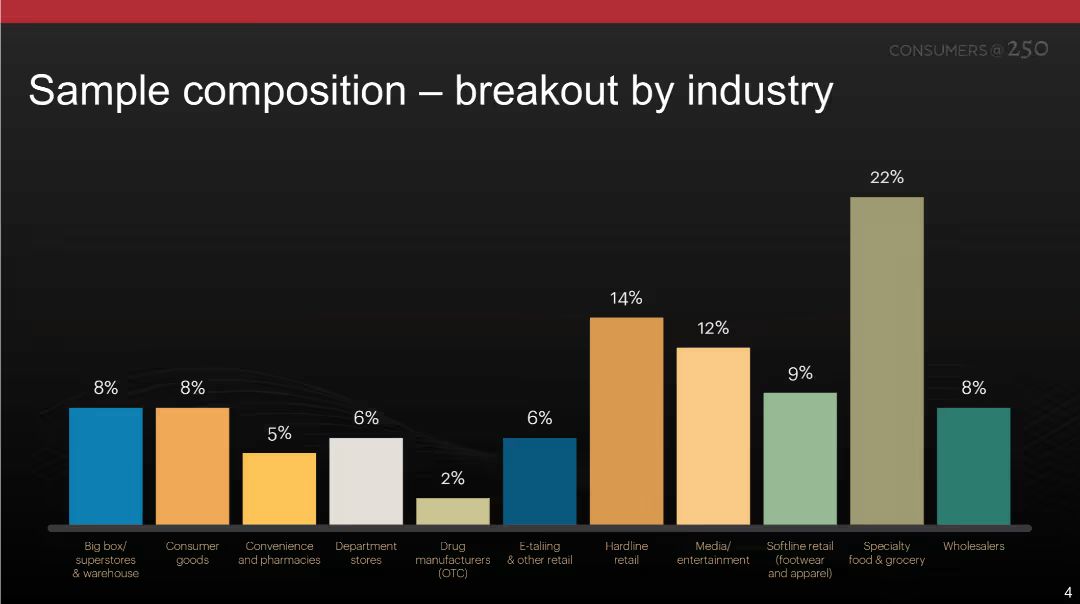 CONSUMERS@250
Sample composition – breakout by industry
22%
14%
12%
9%
8%
8%
8%
6%
6%
5%
2%
Big box/
superstores
& warehouse
Consumer
goods
Convenience
and pharmacies
Department
stores
Drug
manufacturers
(OTC)
E-taliing
& other retail
Hardline
retail
Media/
entertainment
Softline retail
(footwear
and apparel)
Specialty
food & grocery
Wholesalers
4